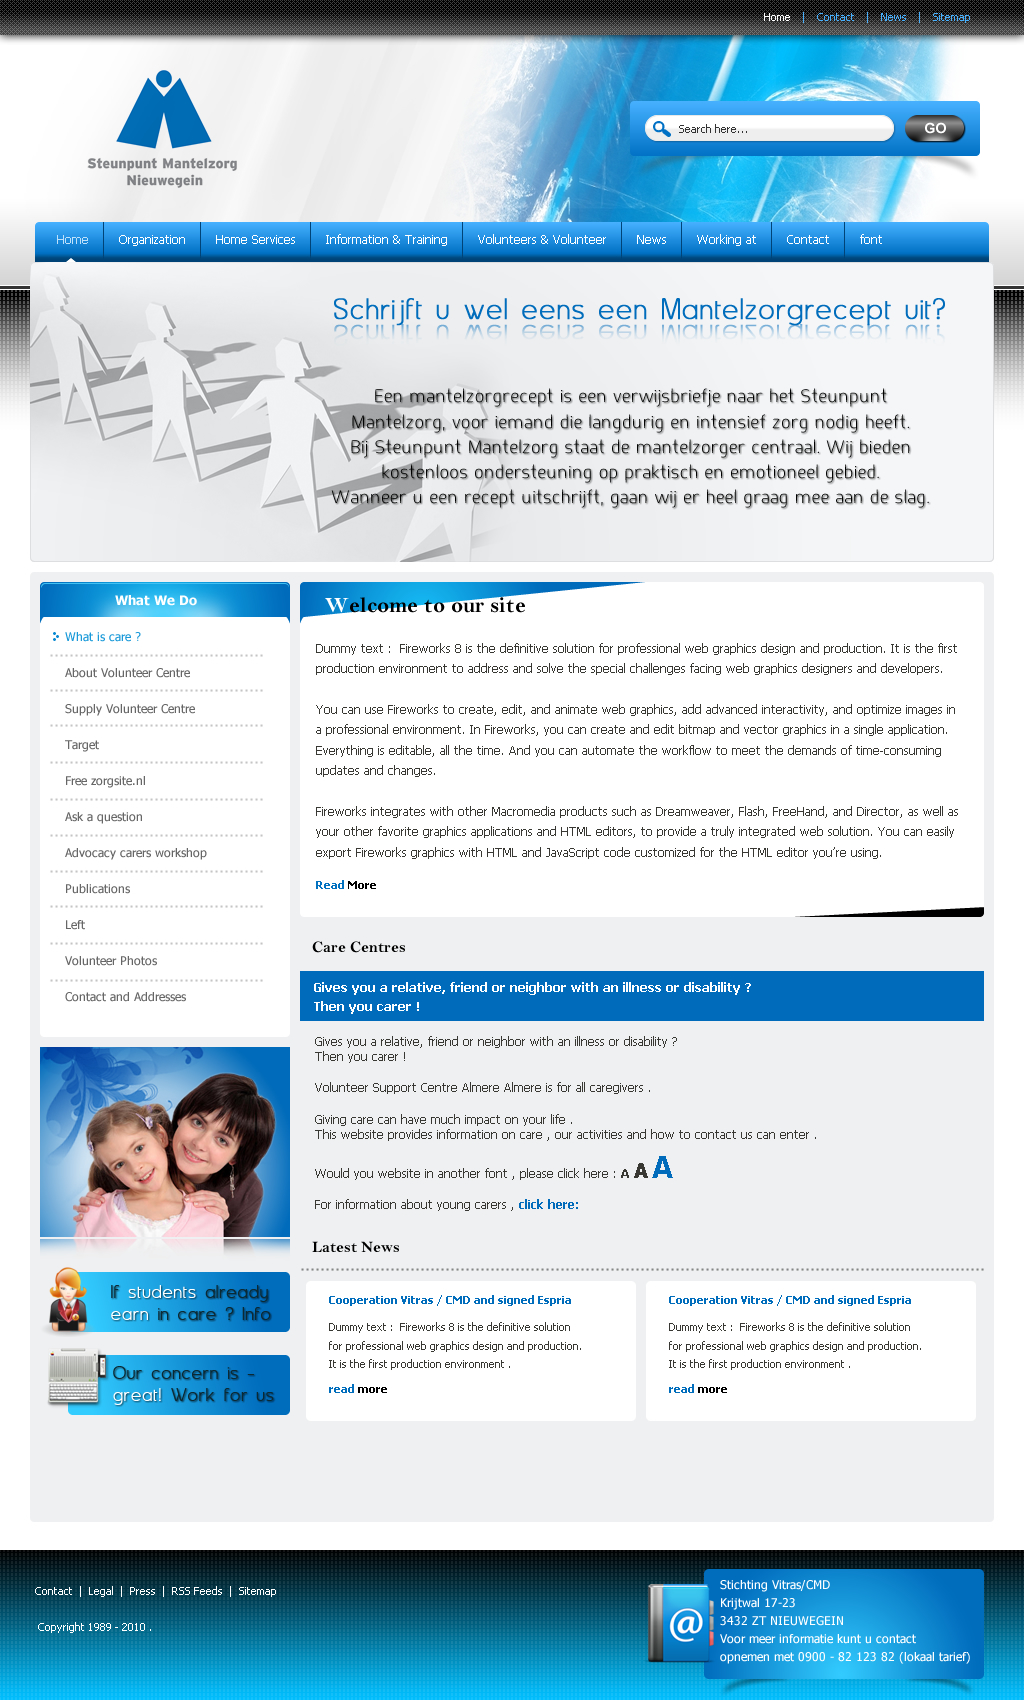 Home | Contact | News | Sitemap
Steunpunt Mantelzorg
Nieuwegein
Search here...
GO
Home
Organization
Home Services
Information & Training
Volunteers & Volunteer
News
Working at
Contact
font
Schrijft u wel eens een Mantelzorgrecept uit?
Een mantelzorgrecept is een verwijsbriefje naar het Steunpunt
Mantelzorg, voor iemand die langdurig en intensief zorg nodig heeft.
Bij Steunpunt Mantelzorg staat de mantelzorger centraal. Wij bieden
kostenloos ondersteuning op praktisch en emotioneel gebied.
Wanneer u een recept uitschrijft, gaan wij er heel graag mee aan de slag.
What We Do
What is care ?
About Volunteer Centre
Supply Volunteer Centre
Target
Free zorgsite.nl
Ask a question
Advocacy carers workshop
Publications
Left
Volunteer Photos
Contact and Addresses
If students already
earn in care ? Info
Our concern is -
great! Work for us
Welcome to our site
Dummy text : Fireworks 8 is the definitive solution for professional web graphics design and production. It is the first
production environment to address and solve the special challenges facing web graphics designers and developers.
You can use Fireworks to create, edit, and animate web graphics, add advanced interactivity, and optimize images in
a professional environment. In Fireworks, you can create and edit bitmap and vector graphics in a single application.
Everything is editable, all the time. And you can automate the workflow to meet the demands of time-consuming
updates and changes.
Fireworks integrates with other Macromedia products such as Dreamweaver, Flash, FreeHand, and Director, as well as
your other favorite graphics applications and HTML editors, to provide a truly integrated web solution. You can easily
export Fireworks graphics with HTML and JavaScript code customized for the HTML editor you're using.
Read More
Care Centres
Gives you a relative, friend or neighbor with an illness or disability ?
Then you carer !
Gives you a relative, friend or neighbor with an illness or disability ?
Then you carer !
Volunteer Support Centre Almere Almere is for all caregivers .
Giving care can have much impact on your life .
This website provides information on care , our activities and how to contact us can enter .
Would you website in another font , please click here : A A A
For information about young carers , click here:
Latest News
Cooperation Vitras / CMD and signed Espria
Dummy text : Fireworks 8 is the definitive solution
for professional web graphics design and production.
It is the first production environment .
read more
Cooperation Vitras / CMD and signed Espria
Dummy text : Fireworks 8 is the definitive solution
for professional web graphics design and production.
It is the first production environment .
read more
Contact | Legal | Press | RSS Feeds | Sitemap
Copyright 1989 - 2010 .
@
Stichting Vitras/CMD
Krijtwal 17-23
3432 ZT NIEUWEGEIN
Voor meer informatie kunt u contact
opnemen met 0900 - 82 123 82 (lokaal tarief)